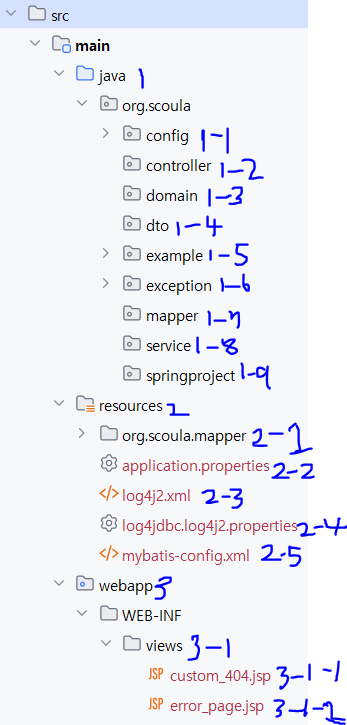 src
main
java 1
org.scoula
config 1-1
controller 1-2
domain 1-3
dto 1-4
example 1-5
exception 1-6
mapper 1-7
service 1-8
springproject 1-9
resources 2
org.scoula.mapper 2-1
application.properties 2-2
log4j2.xml 2-3
log4jdbc.log4j2.properties 2-4
mybatis-config.xml 2-5
webapp 3
WEB-INF
views 3-1
custom_404.jsp 3-1-1
error_page.jsp 3-1-2